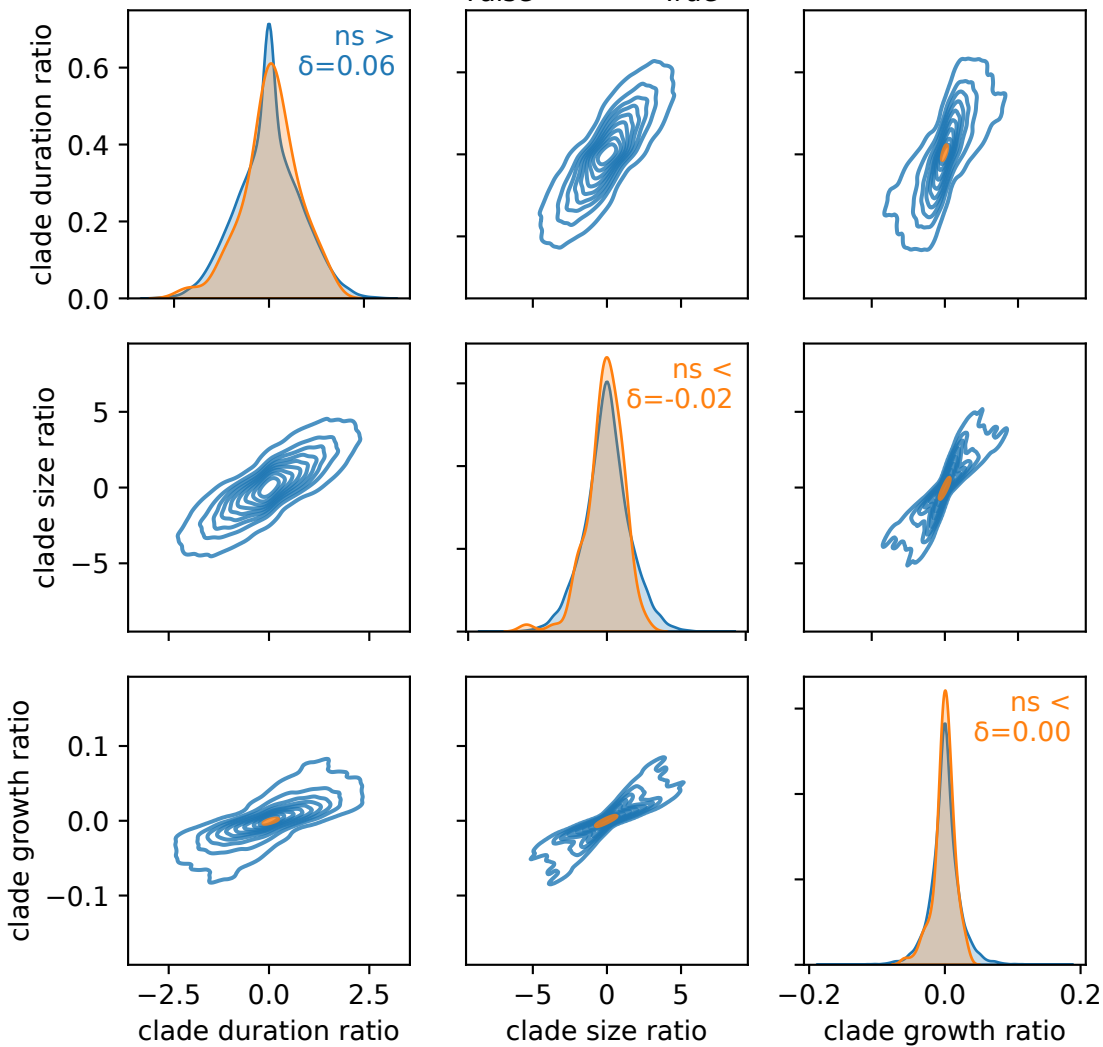 clade duration ratio
0.6
0.4
0.2
0.0
ns >
δ=0.06
clade size ratio
5
0
−5
ns <
δ=-0.02
clade growth ratio
0.1
0.0
−0.1
ns <
δ=0.00
−2.5 0.0 2.5
−5 0 5
−0.2 0.0 0.2
clade duration ratio
clade size ratio
clade growth ratio